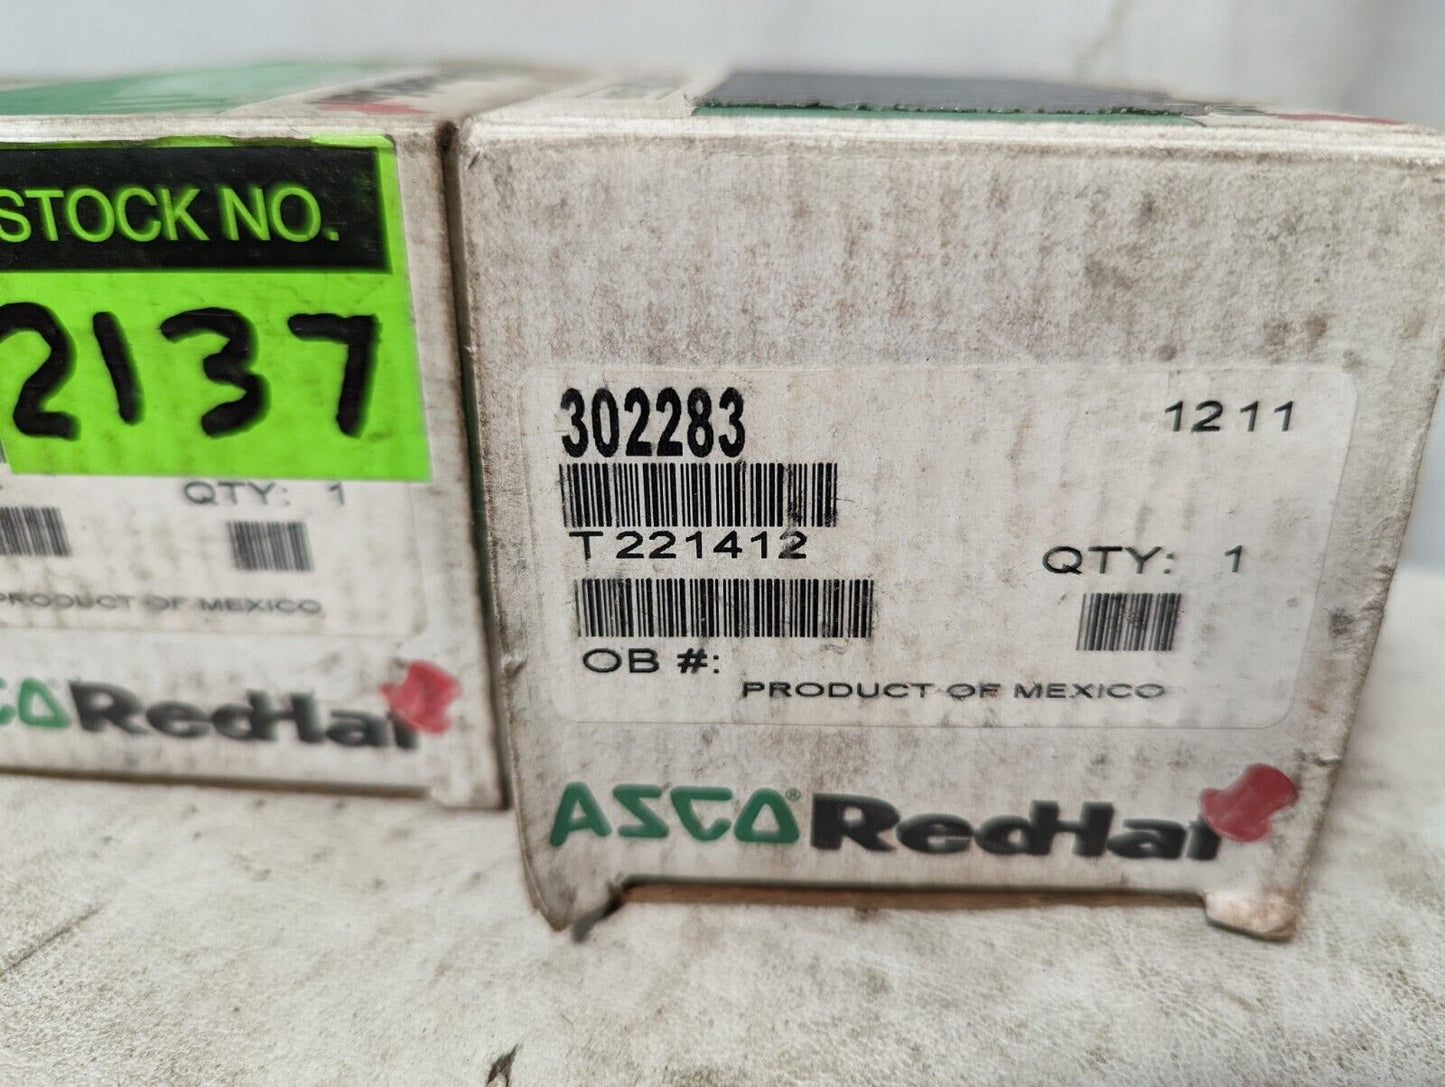 STOCK NO.
2137
QTY: 1
PRODUCT OF MEXICO
RedHat
302283
1211
T221412
QTY: 1
OB #:
PRODUCT OF MEXICO
ASCO® RedHat